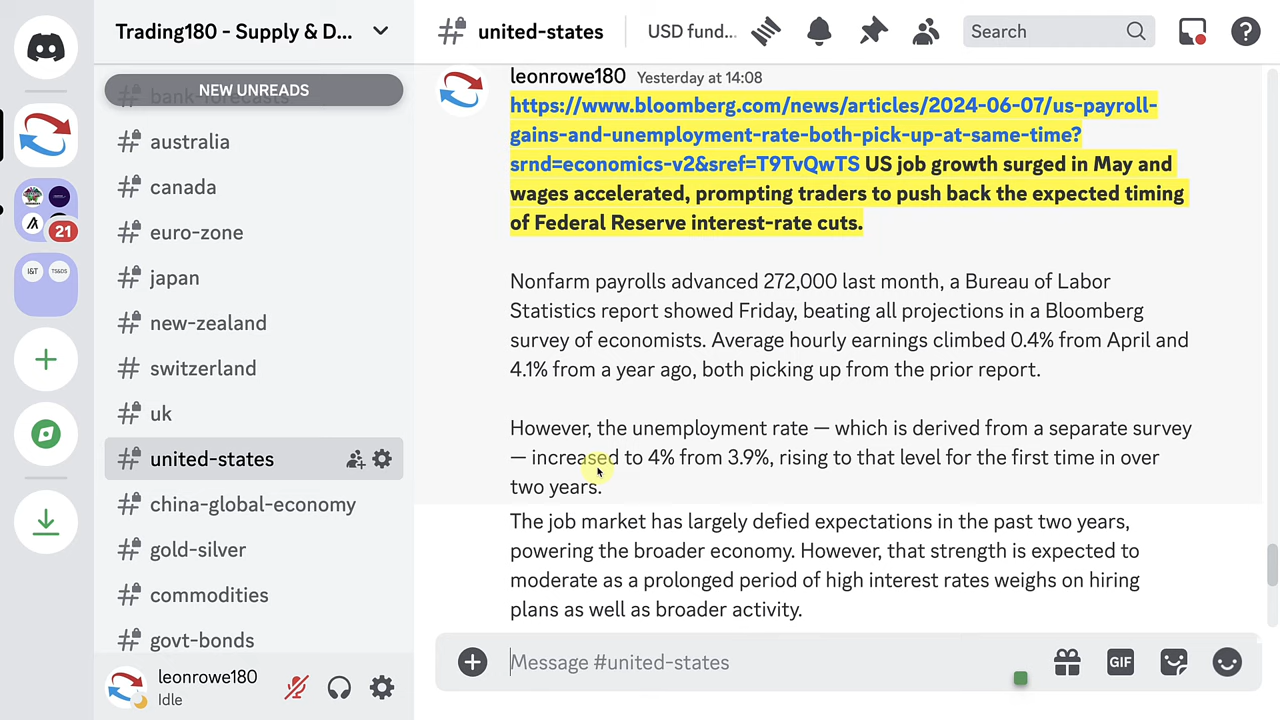 Trading180 - Supply & D...
NEW UNREADS
australia
canada
euro-zone
japan
new-zealand
switzerland
uk
united-states
china-global-economy
gold-silver
commodities
govt-bonds
leonrowe180
Idle
21
I&T
TS&OS
united-states
USD fund...
Search
leonrowe180 Yesterday at 14:08
https://www.bloomberg.com/news/articles/2024-06-07/us-payroll-
gains-and-unemployment-rate-both-pick-up-at-same-time?
srnd=economics-v2&sref=T9TvQwTS US job growth surged in May and
wages accelerated, prompting traders to push back the expected timing
of Federal Reserve interest-rate cuts.
Nonfarm payrolls advanced 272,000 last month, a Bureau of Labor
Statistics report showed Friday, beating all projections in a Bloomberg
survey of economists. Average hourly earnings climbed 0.4% from April and
4.1% from a year ago, both picking up from the prior report.
However, the unemployment rate — which is derived from a separate survey
— increased to 4% from 3.9%, rising to that level for the first time in over
two years.
The job market has largely defied expectations in the past two years,
powering the broader economy. However, that strength is expected to
moderate as a prolonged period of high interest rates weighs on hiring
plans as well as broader activity.
Message #united-states
GIF